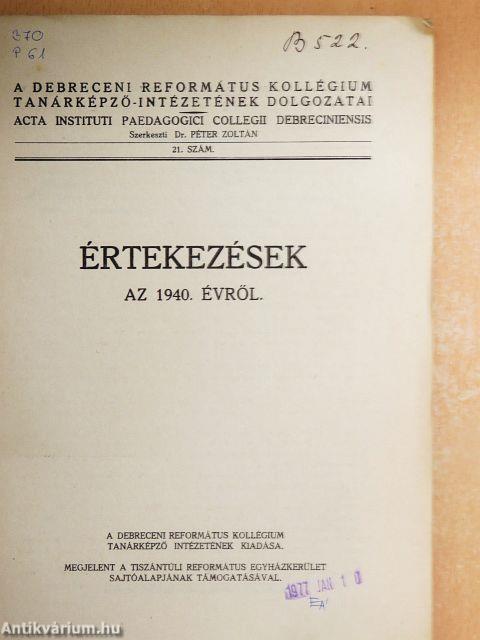 370
P 61
B 522.
A DEBRECENI REFORMÁTUS KOLLÉGIUM
TANÁRKÉPZŐ-INTÉZETÉNEK DOLGOZATAI
ACTA INSTITUTI PAEDAGOGICI COLLEGII DEBRECINIENSIS
Szerkeszti Dr. PÉTER ZOLTÁN
21. SZÁM.
ÉRTEKEZÉSEK
AZ 1940. ÉVRŐL.
A DEBRECENI REFORMÁTUS KOLLÉGIUM
TANÁRKÉPZŐ INTÉZETÉNEK KIADÁSA.
MEGJELENT A TISZÁNTÚLI REFORMÁTUS EGYHÁZKERÜLET
SAJTÓALAPJÁNAK TÁMOGATÁSÁVAL.
1977 JAN 10
Antikvárium.hu